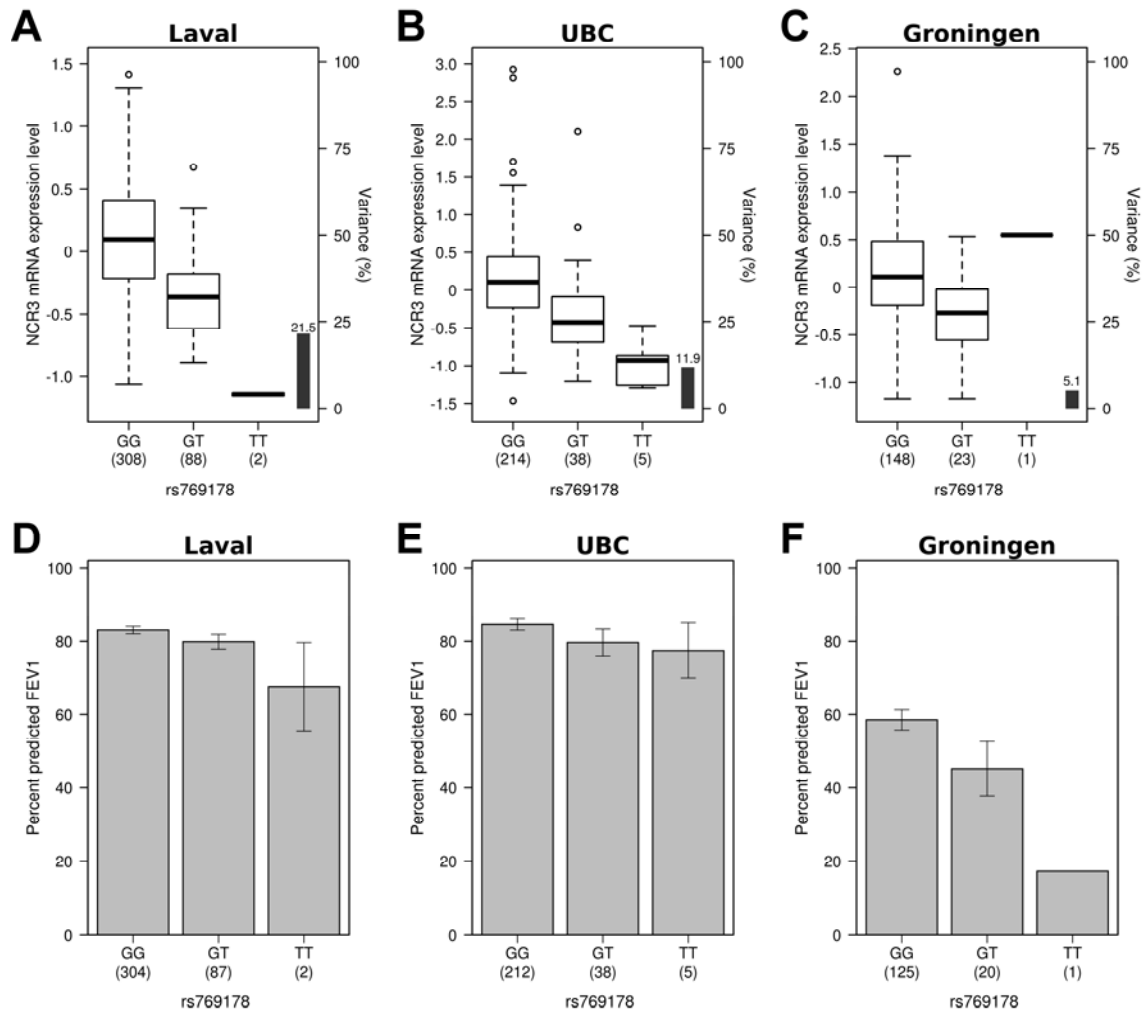 A
Laval
1.5
1.0
0.5
0
-0.5
-1.0
NCR3 mRNA expression level
100
75
50
25
0
Variance (%)
21.5
GG
GT
TT
(308)
(88)
(2)
rs769178
B
UBC
3.0
2.5
2.0
1.5
1.0
0.5
0
-0.5
-1.0
-1.5
NCR3 mRNA expression level
100
75
50
25
0
Variance (%)
11.9
GG
GT
TT
(214)
(38)
(5)
rs769178
C
Groningen
2.5
2.0
1.5
1.0
0.5
0
-0.5
-1.0
NCR3 mRNA expression level
100
75
50
25
0
Variance (%)
5.1
GG
GT
TT
(148)
(23)
(1)
rs769178
D
Laval
100
80
60
40
20
0
Percent predicted FEV1
GG
GT
TT
(304)
(87)
(2)
rs769178
E
UBC
100
80
60
40
20
0
Percent predicted FEV1
GG
GT
TT
(212)
(38)
(5)
rs769178
F
Groningen
100
80
60
40
20
0
Percent predicted FEV1
GG
GT
TT
(125)
(20)
(1)
rs769178